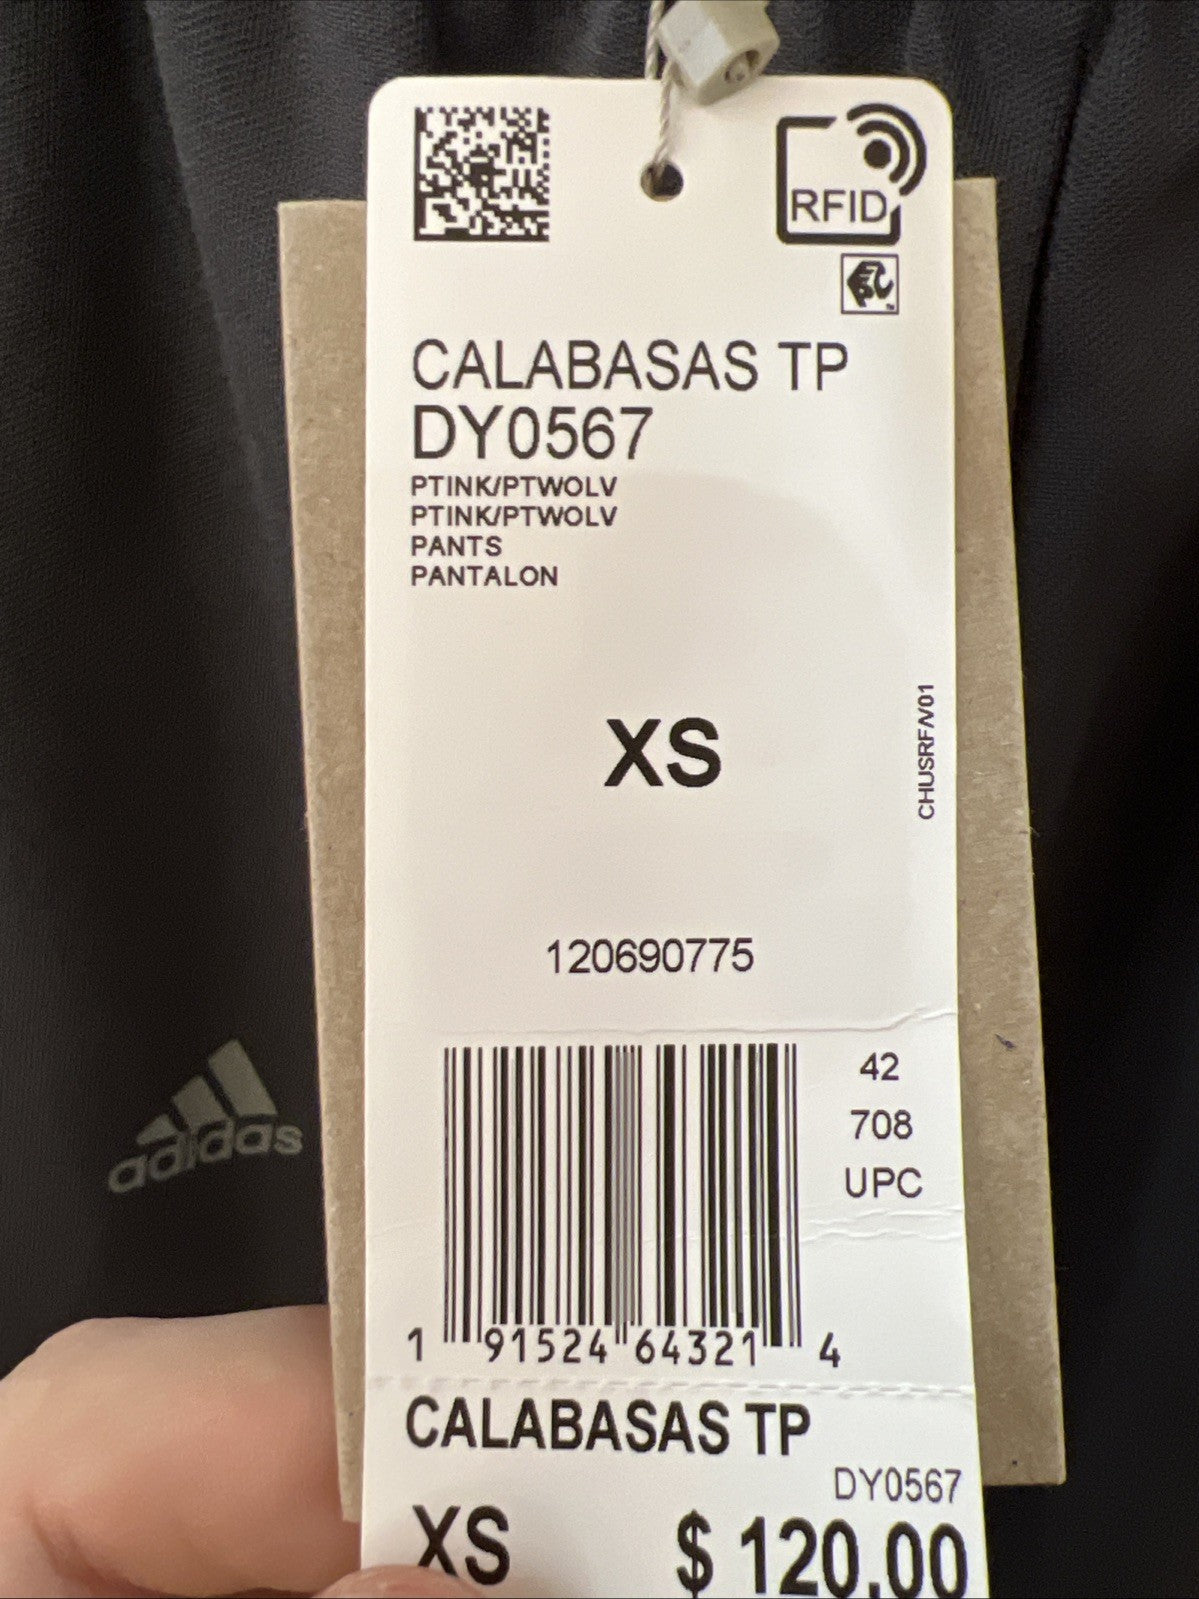 RFID
CALABASAS TP
DY0567
PTINK/PTWOLV
PTINK/PTWOLV
PANTS
PANTALON
XS
CHUSRF/V01
120690775
42
708
UPC
1 91524 64321 4
adidas
CALABASAS TP
DY0567
XS $ 120.00